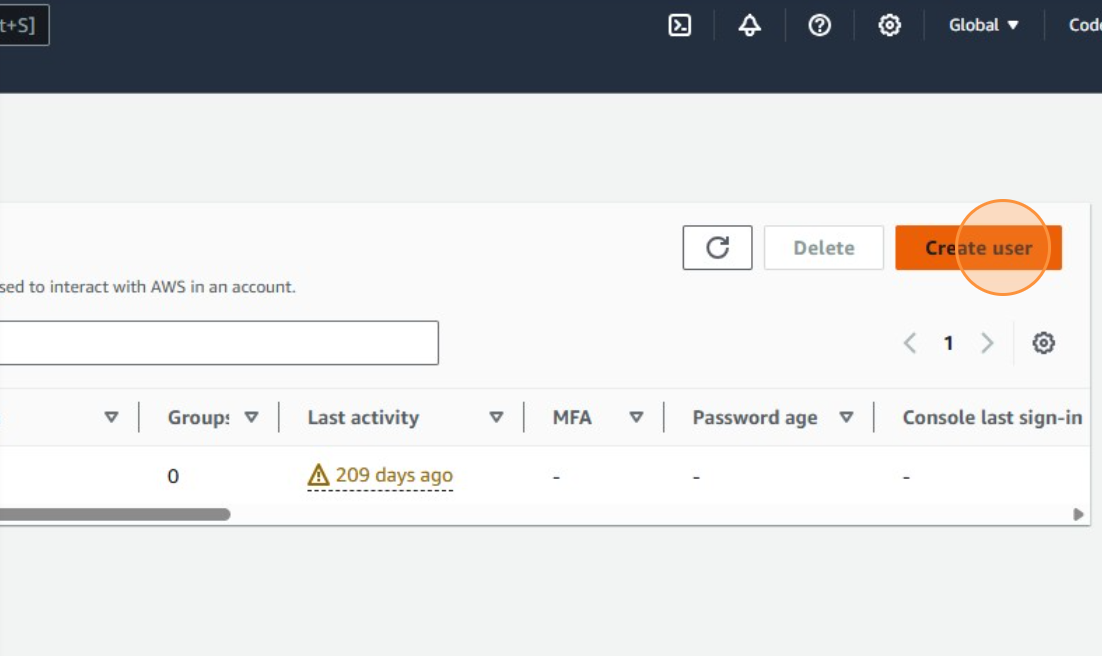 t+S]
Global
Code
Delete
Create user
sed to interact with AWS in an account.
1
Groups
Last activity
MFA
Password age
Console last sign-in
0
209 days ago
-
-
-